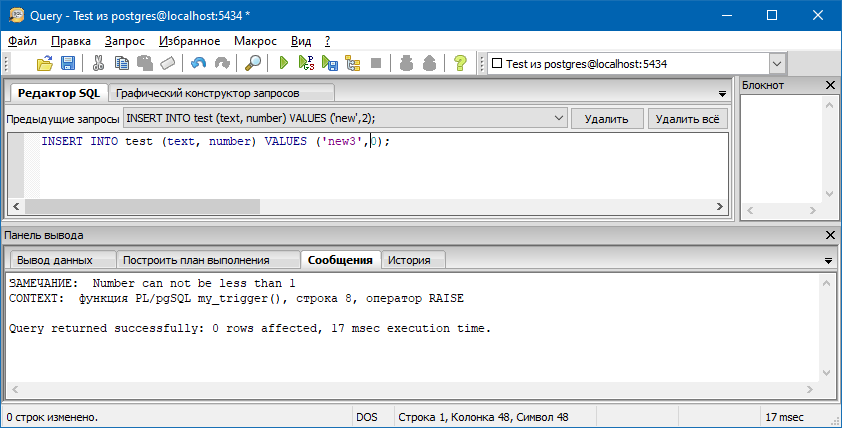 Query - Test из postgres@localhost:5434 *
Файл Правка Запрос Избранное Макрос Вид ?
Test из postgres@localhost:5434
Редактор SQL Графический конструктор запросов
Блокнот
Предыдущие запросы INSERT INTO test (text, number) VALUES ('new',2); Удалить Удалить всё
INSERT INTO test (text, number) VALUES ('new3',0);
Панель вывода
Вывод данных Построить план выполнения Сообщения История
ЗАМЕЧАНИЕ:  Number can not be less than 1
CONTEXT:  функция PL/pgSQL my_trigger(), строка 8, оператор RAISE
Query returned successfully: 0 rows affected, 17 msec execution time.
0 строк изменено. DOS Строка 1, Колонка 48, Символ 48 17 msec